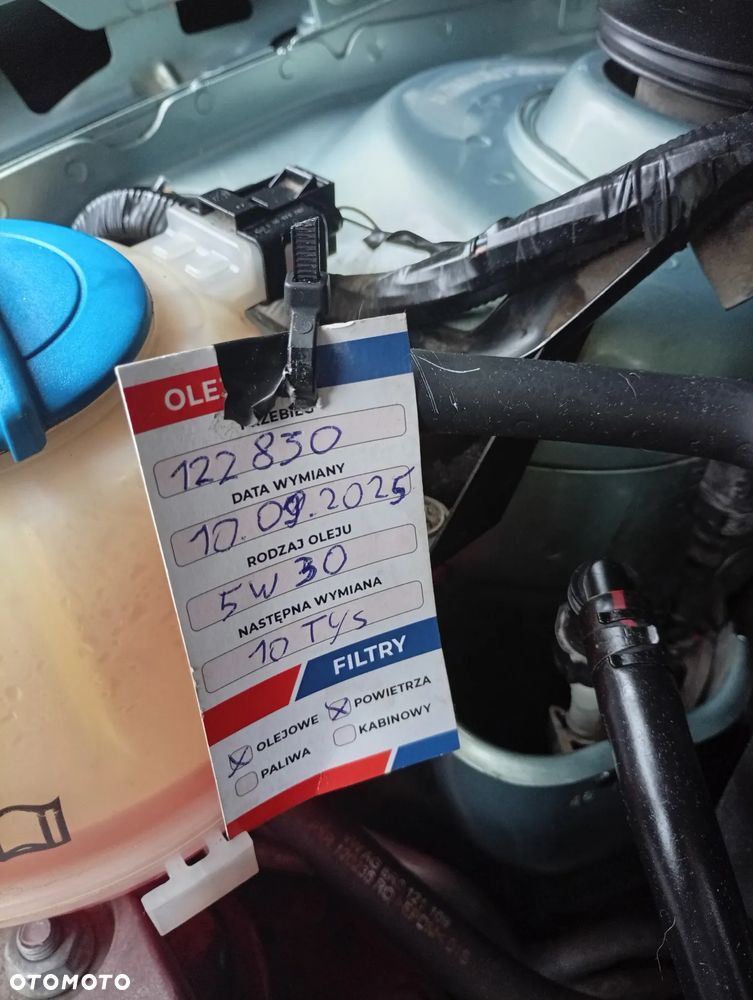 OLEJ
PRZEBIEG
122 830
DATA WYMIANY
10.09.2025
RODZAJ OLEJU
5W30
NASTĘPNA WYMIANA
10 TYs
FILTRY
OLEJOWE
POWIETRZA
PALIWA
KABINOWY
OTOMOTO